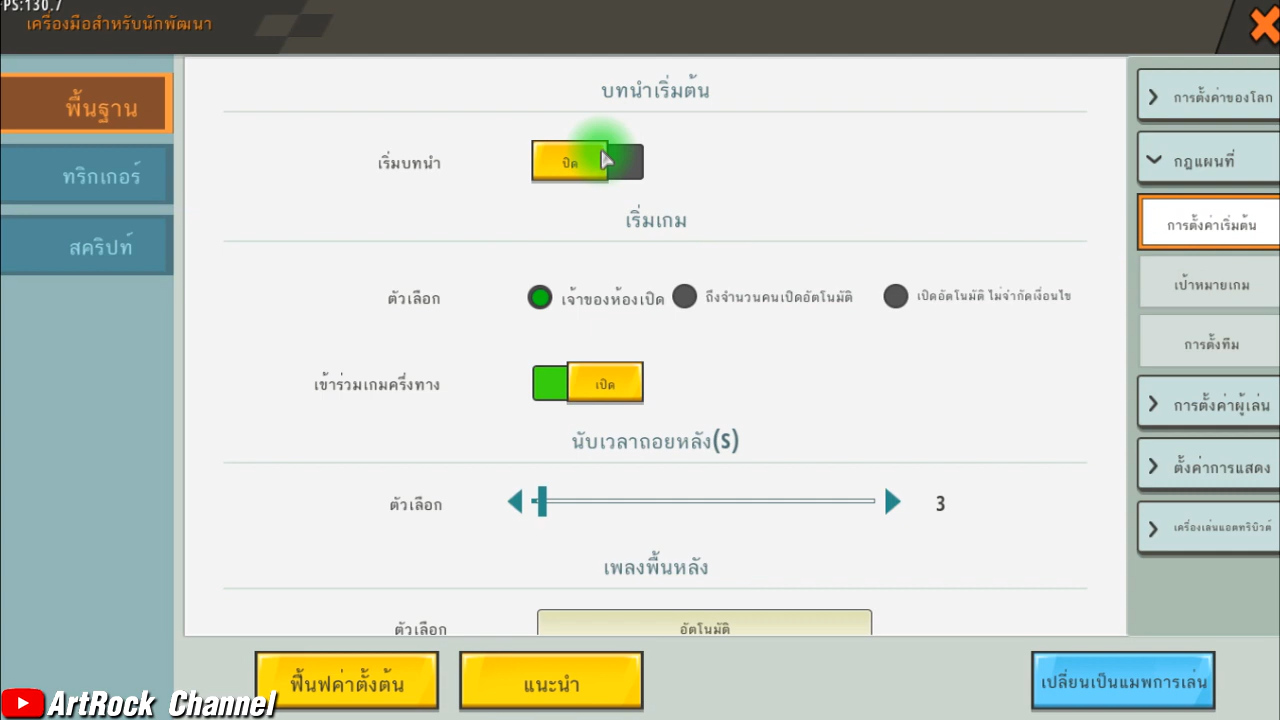 PS:130.7
เครื่องมือสำหรับนักพัฒนา
พื้นฐาน
ทริกเกอร์
สคริปท์
บทนำเริ่มต้น
เริ่มบทนำ
ปิด
เริ่มเกม
ตัวเลือก
เจ้าของห้องเปิด
ถึงจำนวนคนเปิดอัตโนมัติ
เปิดอัตโนมัติ ไม่จำกัดเงื่อนไข
เข้าร่วมเกมครึ่งทาง
เปิด
นับเวลาถอยหลัง(S)
ตัวเลือก
3
เพลงพื้นหลัง
ตัวเลือก
อัตโนมัติ
การตั้งค่าของโลก
กฎแผนที่
การตั้งค่าเริ่มต้น
เป้าหมายเกม
การตั้งทีม
การตั้งค่าผู้เล่น
ตั้งค่าการแสดง
เครื่องเล่นแอตทริบิวต์
ฟื้นฟค่าตั้งต้น
แนะนำ
เปลี่ยนเป็นแมพการเล่น
ArtRock Channel